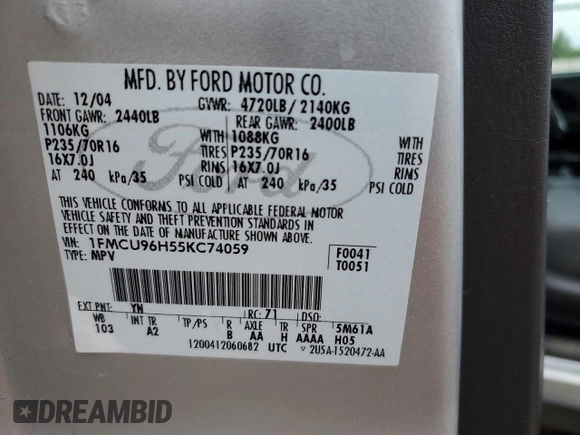 MFD. BY FORD MOTOR CO.
DATE: 12/04 GVWR: 4720LB/ 2140KG
FRONT GAWR: 2440LB REAR GAWR: 2400LB
1106KG WITH 1088KG WITH
P235/70R16 TIRES P235/70R16 TIRES
16X7.0J RIMS 16X7.0J RIMS
AT 240 kPa/35 PSI COLD AT 240 kPa/35 PSI COLD
THIS VEHICLE CONFORMS TO ALL APPLICABLE FEDERAL MOTOR
VEHICLE SAFETY AND THEFT PREVENTION STANDARDS IN
EFFECT ON THE DATE OF MANUFACTURE SHOWN ABOVE.
VIN: 1FMCU96H55KC74059 F0041
TYPE: MPV T0051
Ford
EXT PNT: YN RC: 71 DSO:
WB INT TR TP/PS R AXLE TR SPR 5M61A
103 A2 B AA H AAAA H05
1200412060682 UTC 2U5A-1520472-AA
DREAMBID